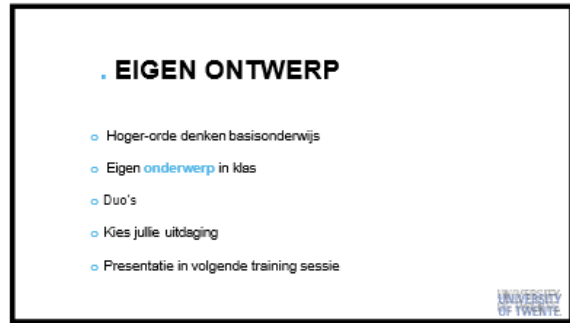 . EIGEN ONTWERP
Hoger-orde denken basisonderwijs
Eigen onderwerp in klas
Duo's
Kies jullie uitdaging
Presentatie in volgende training sessie
UNIVERSITY
OF TWENTE.